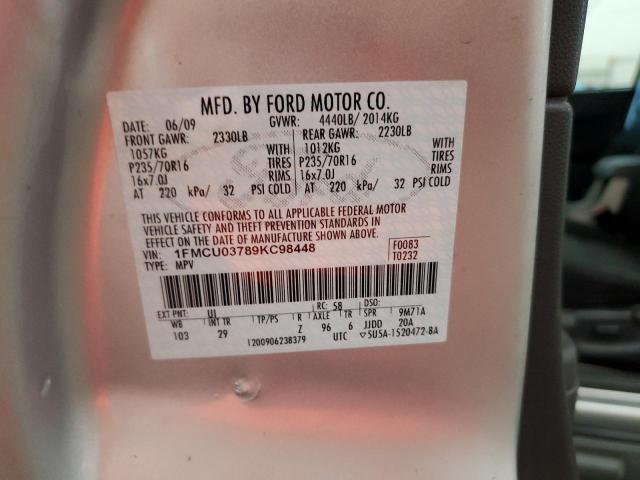 MFD. BY FORD MOTOR CO.
DATE: 06/09 GVWR: 4440LB/ 2014KG
FRONT GAWR: 2330LB REAR GAWR: 2230LB
1057KG WITH 1012KG WITH
P235/70R16 TIRES P235/70R16 TIRES
16x7.0J RIMS 16x7.0J RIMS
AT 220 kPa/ 32 PSI COLD AT 220 kPa/ 32 PSI COLD
THIS VEHICLE CONFORMS TO ALL APPLICABLE FEDERAL MOTOR
VEHICLE SAFETY AND THEFT PREVENTION STANDARDS IN
EFFECT ON THE DATE OF MANUFACTURE SHOWN ABOVE.
VIN: 1FMCU03789KC98448 F0083
TYPE: MPV T0232
EXT PNT: UI RC: 58 DSO:
WB INT TR TP/PS R AXLE TR SPR 9M71A
103 29 Z 96 6 JJDD 20A
1200906238379 UTC 5U5A-1520472-BA